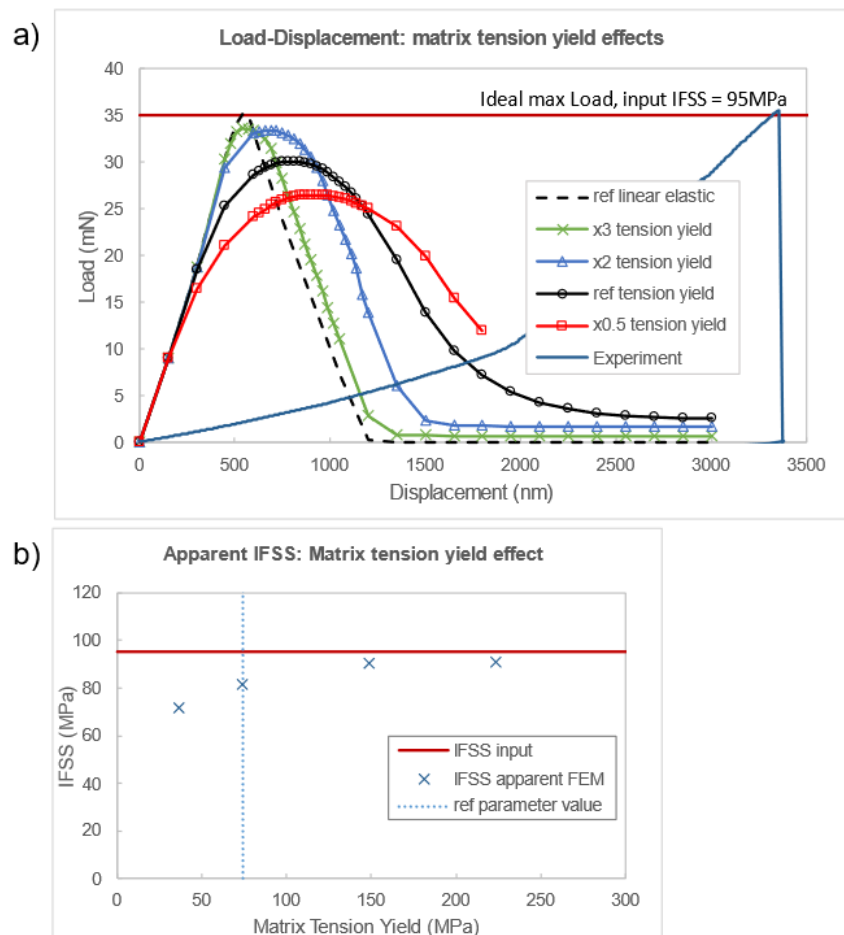 a)
Load-Displacement: matrix tension yield effects
Ideal max Load, input IFSS = 95MPa
40
35
30
25
20
15
10
5
0
Load (mN)
ref linear elastic
x3 tension yield
x2 tension yield
ref tension yield
x0.5 tension yield
Experiment
0 500 1000 1500 2000 2500 3000 3500
Displacement (nm)
b)
Apparent IFSS: Matrix tension yield effect
120
100
80
60
40
20
0
IFSS (MPa)
IFSS input
IFSS apparent FEM
ref parameter value
0 50 100 150 200 250 300
Matrix Tension Yield (MPa)